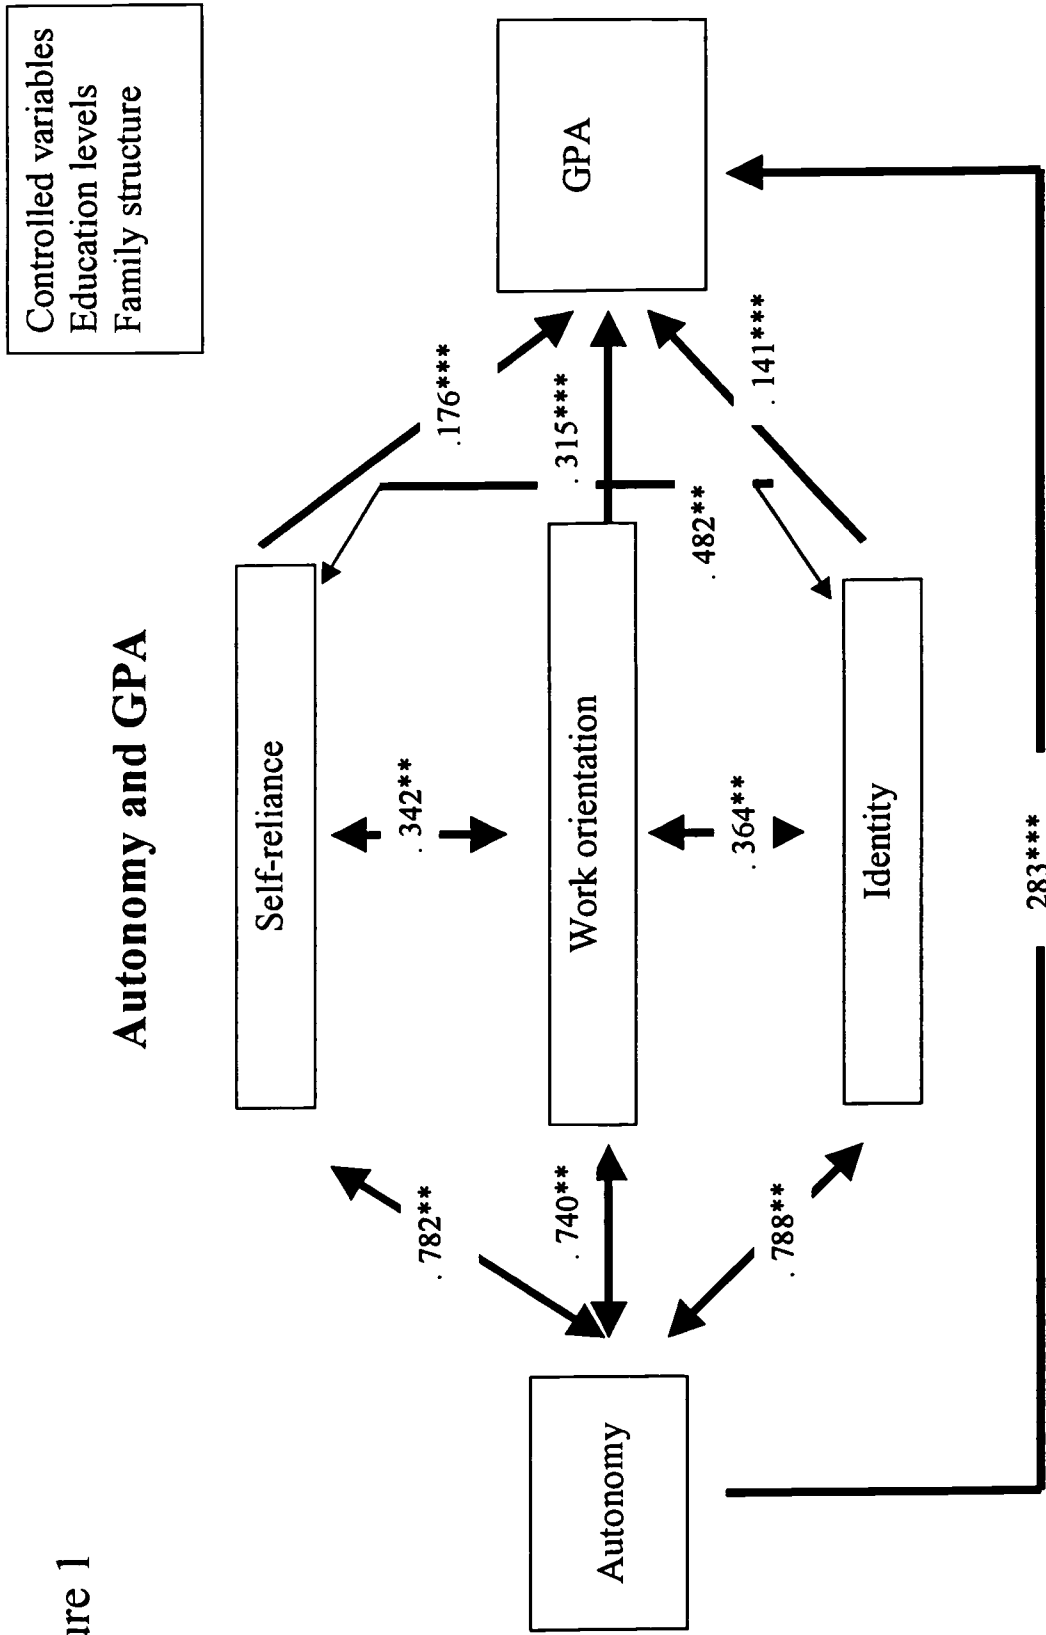 ure 1
Controlled variables
Education levels
Family structure
Autonomy and GPA
Self-reliance
.782**
.342**
.176***
Autonomy
.740**
Work orientation
.315***
GPA
.482**
.788**
.364**
.141***
Identity
283***